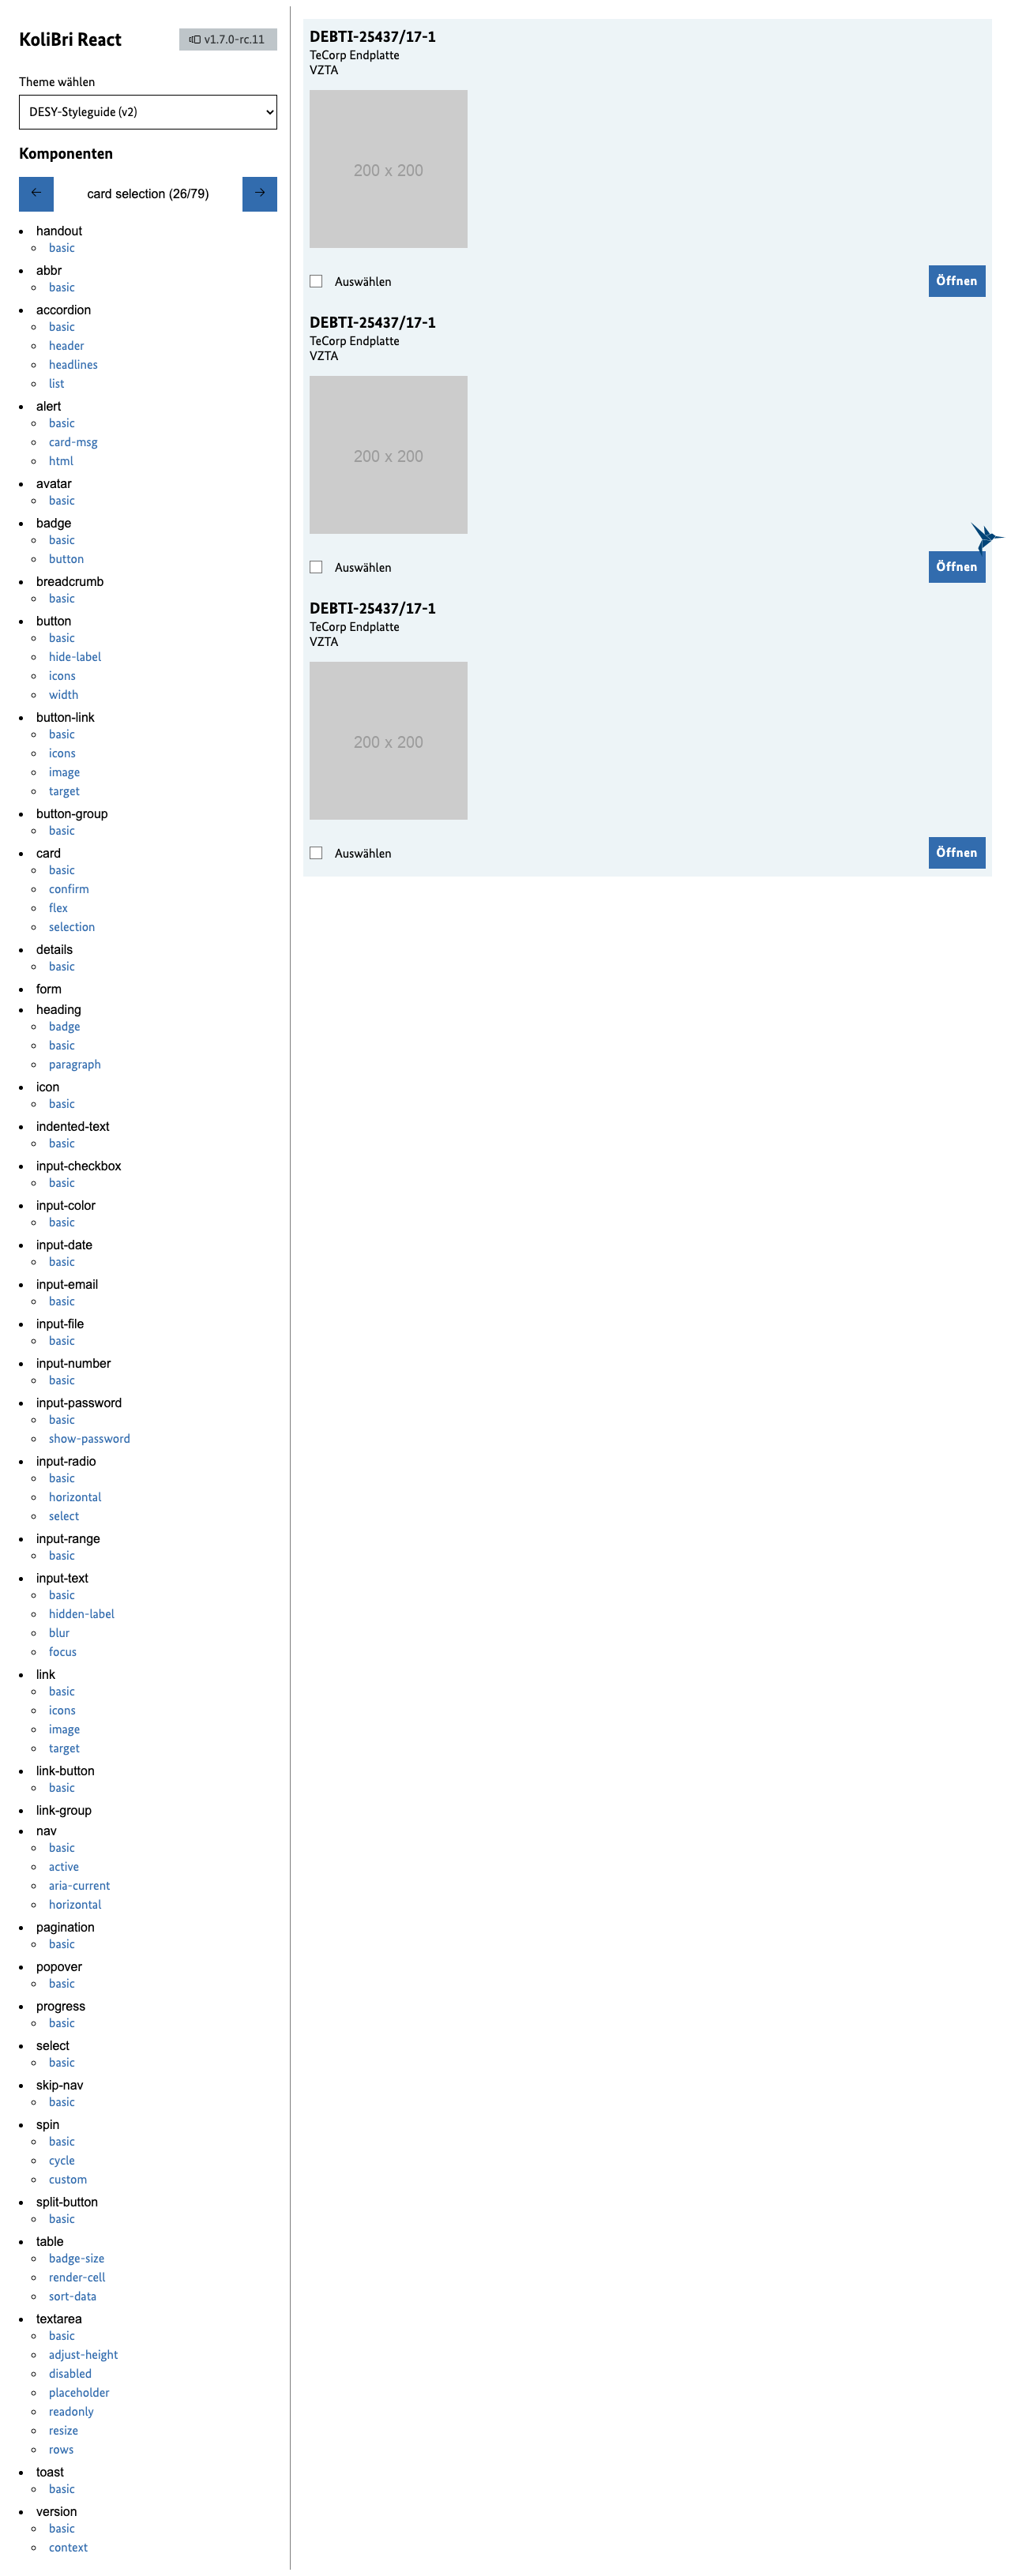 KoliBri React
v1.7.0-rc.11
Theme wählen
DESY-Styleguide (v2)
Komponenten
card selection (26/79)
handout
basic
abbr
basic
accordion
basic
header
headlines
list
alert
basic
card-msg
html
avatar
basic
badge
basic
button
breadcrumb
basic
button
basic
hide-label
icons
width
button-link
basic
icons
image
target
button-group
basic
card
basic
confirm
flex
selection
details
basic
form
heading
badge
basic
paragraph
icon
basic
indented-text
basic
input-checkbox
basic
input-color
basic
input-date
basic
input-email
basic
input-file
basic
input-number
basic
input-password
basic
show-password
input-radio
basic
horizontal
select
input-range
basic
input-text
basic
hidden-label
blur
focus
link
basic
icons
image
target
link-button
basic
link-group
nav
basic
active
aria-current
horizontal
pagination
basic
popover
basic
progress
basic
select
basic
skip-nav
basic
spin
basic
cycle
custom
split-button
basic
table
badge-size
render-cell
sort-data
textarea
basic
adjust-height
disabled
placeholder
readonly
resize
rows
toast
basic
version
basic
context
DEBTI-25437/17-1
TeCorp Endplatte
VZTA
200 x 200
Auswählen
Öffnen
DEBTI-25437/17-1
TeCorp Endplatte
VZTA
200 x 200
Auswählen
Öffnen
DEBTI-25437/17-1
TeCorp Endplatte
VZTA
200 x 200
Auswählen
Öffnen